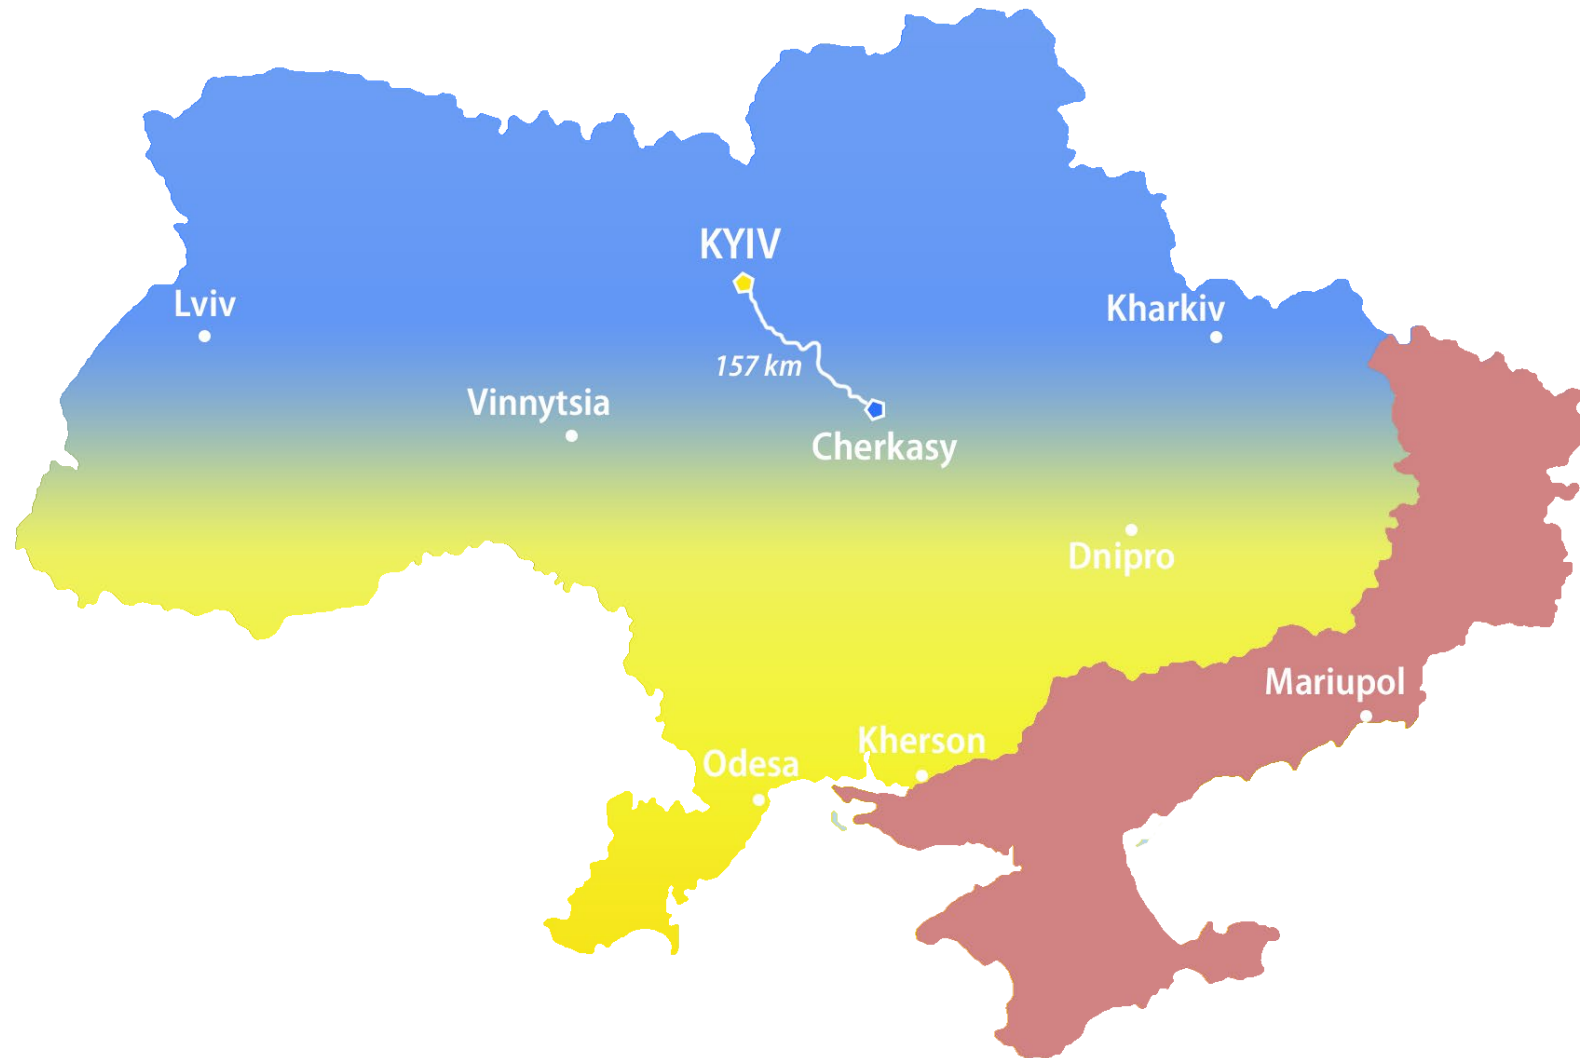 KYIV
Lviv
Kharkiv
157 km
Vinnytsia
Cherkasy
Dnipro
Mariupol
Kherson
Odesa